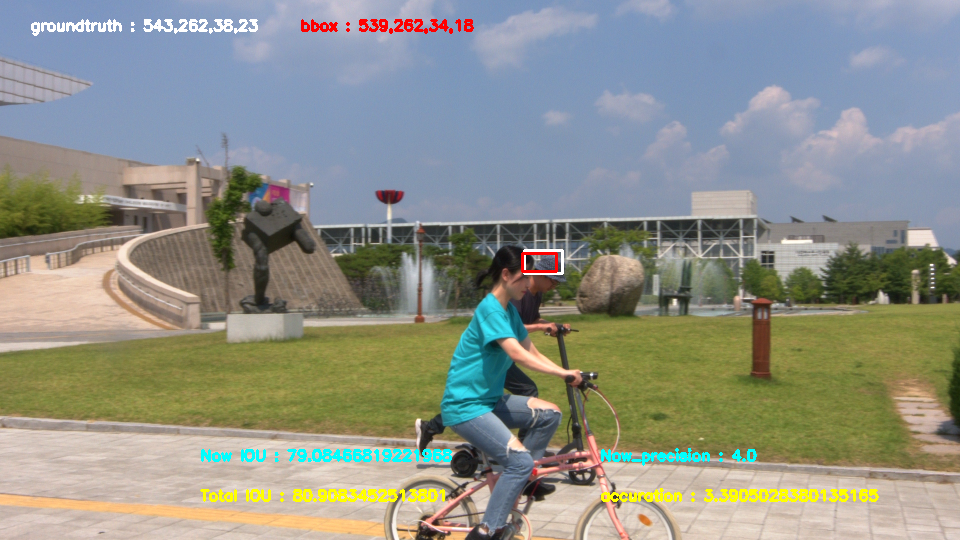 groundtruth : 543,262,38,23
bbox : 539,262,34,18
Now IOU : 79.08466819221968
Now_precision : 4.0
Total IOU : 80.9083452513801
accuration : 3.3905028380135165